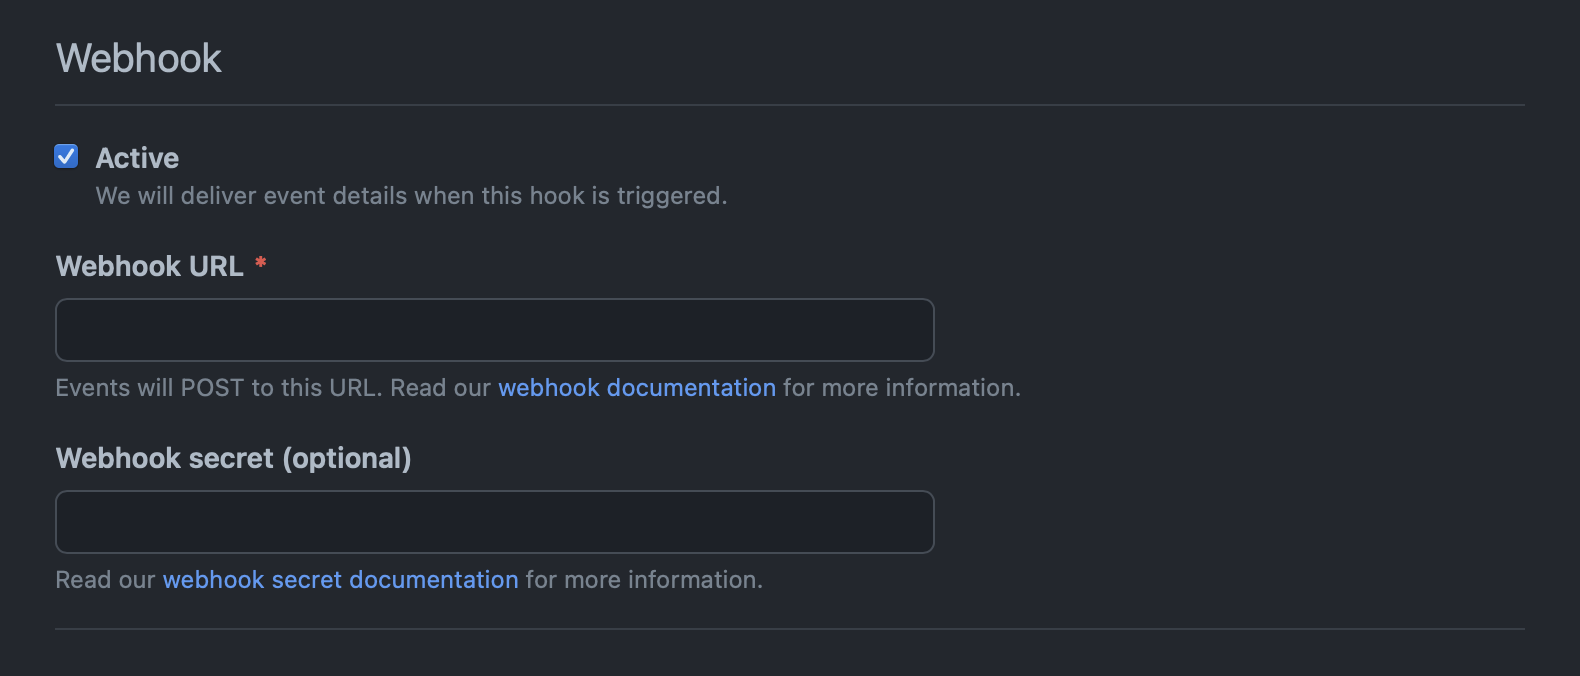 Webhook
Active
We will deliver event details when this hook is triggered.
Webhook URL *
Events will POST to this URL. Read our webhook documentation for more information.
Webhook secret (optional)
Read our webhook secret documentation for more information.